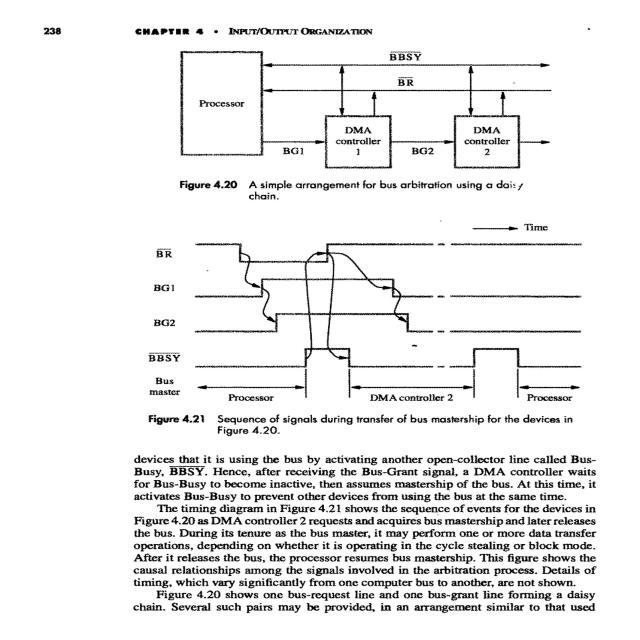 238 CHAPTER 4 • INPUT/OUTPUT ORGANIZATION
BBSY
BR
Processor
DMA controller 1
DMA controller 2
BG1
BG2
Figure 4.20 A simple arrangement for bus arbitration using a daisy
chain.
Time
BR
BG1
BG2
BBSY
Bus
master
Processor
DMA controller 2
Processor
Figure 4.21 Sequence of signals during transfer of bus mastership for the devices in
Figure 4.20.
devices that it is using the bus by activating another open-collector line called Bus-
Busy, BBSY. Hence, after receiving the Bus-Grant signal, a DMA controller waits
for Bus-Busy to become inactive, then assumes mastership of the bus. At this time, it
activates Bus-Busy to prevent other devices from using the bus at the same time.
The timing diagram in Figure 4.21 shows the sequence of events for the devices in
Figure 4.20 as DMA controller 2 requests and acquires bus mastership and later releases
the bus. During its tenure as the bus master, it may perform one or more data transfer
operations, depending on whether it is operating in the cycle stealing or block mode.
After it releases the bus, the processor resumes bus mastership. This figure shows the
causal relationships among the signals involved in the arbitration process. Details of
timing, which vary significantly from one computer bus to another, are not shown.
Figure 4.20 shows one bus-request line and one bus-grant line forming a daisy
chain. Several such pairs may be provided, in an arrangement similar to that used